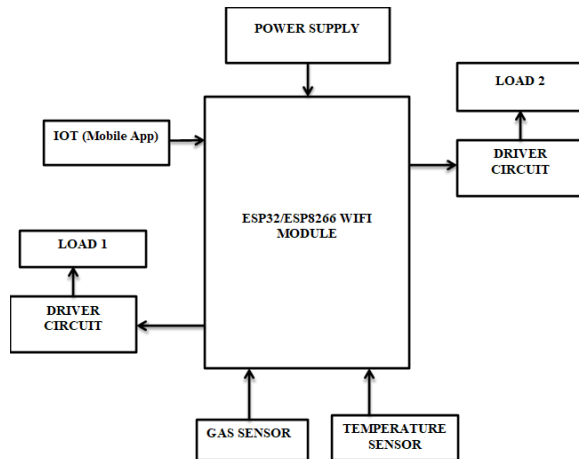 POWER SUPPLY
LOAD 2
IOT (Mobile App)
DRIVER
CIRCUIT
ESP32/ESP8266 WIFI
MODULE
LOAD 1
DRIVER
CIRCUIT
GAS SENSOR
TEMPERATURE
SENSOR